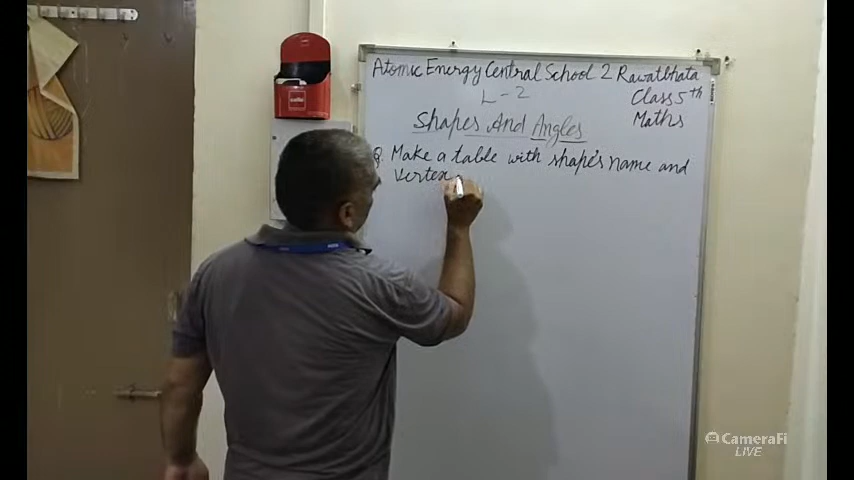 Atomic Energy Central School 2 Rawatbhata
L - 2
Class 5th
Maths
Shapes And Angles
Q. Make a table with shape's name and
Vertex
cello
CameraFi
LIVE